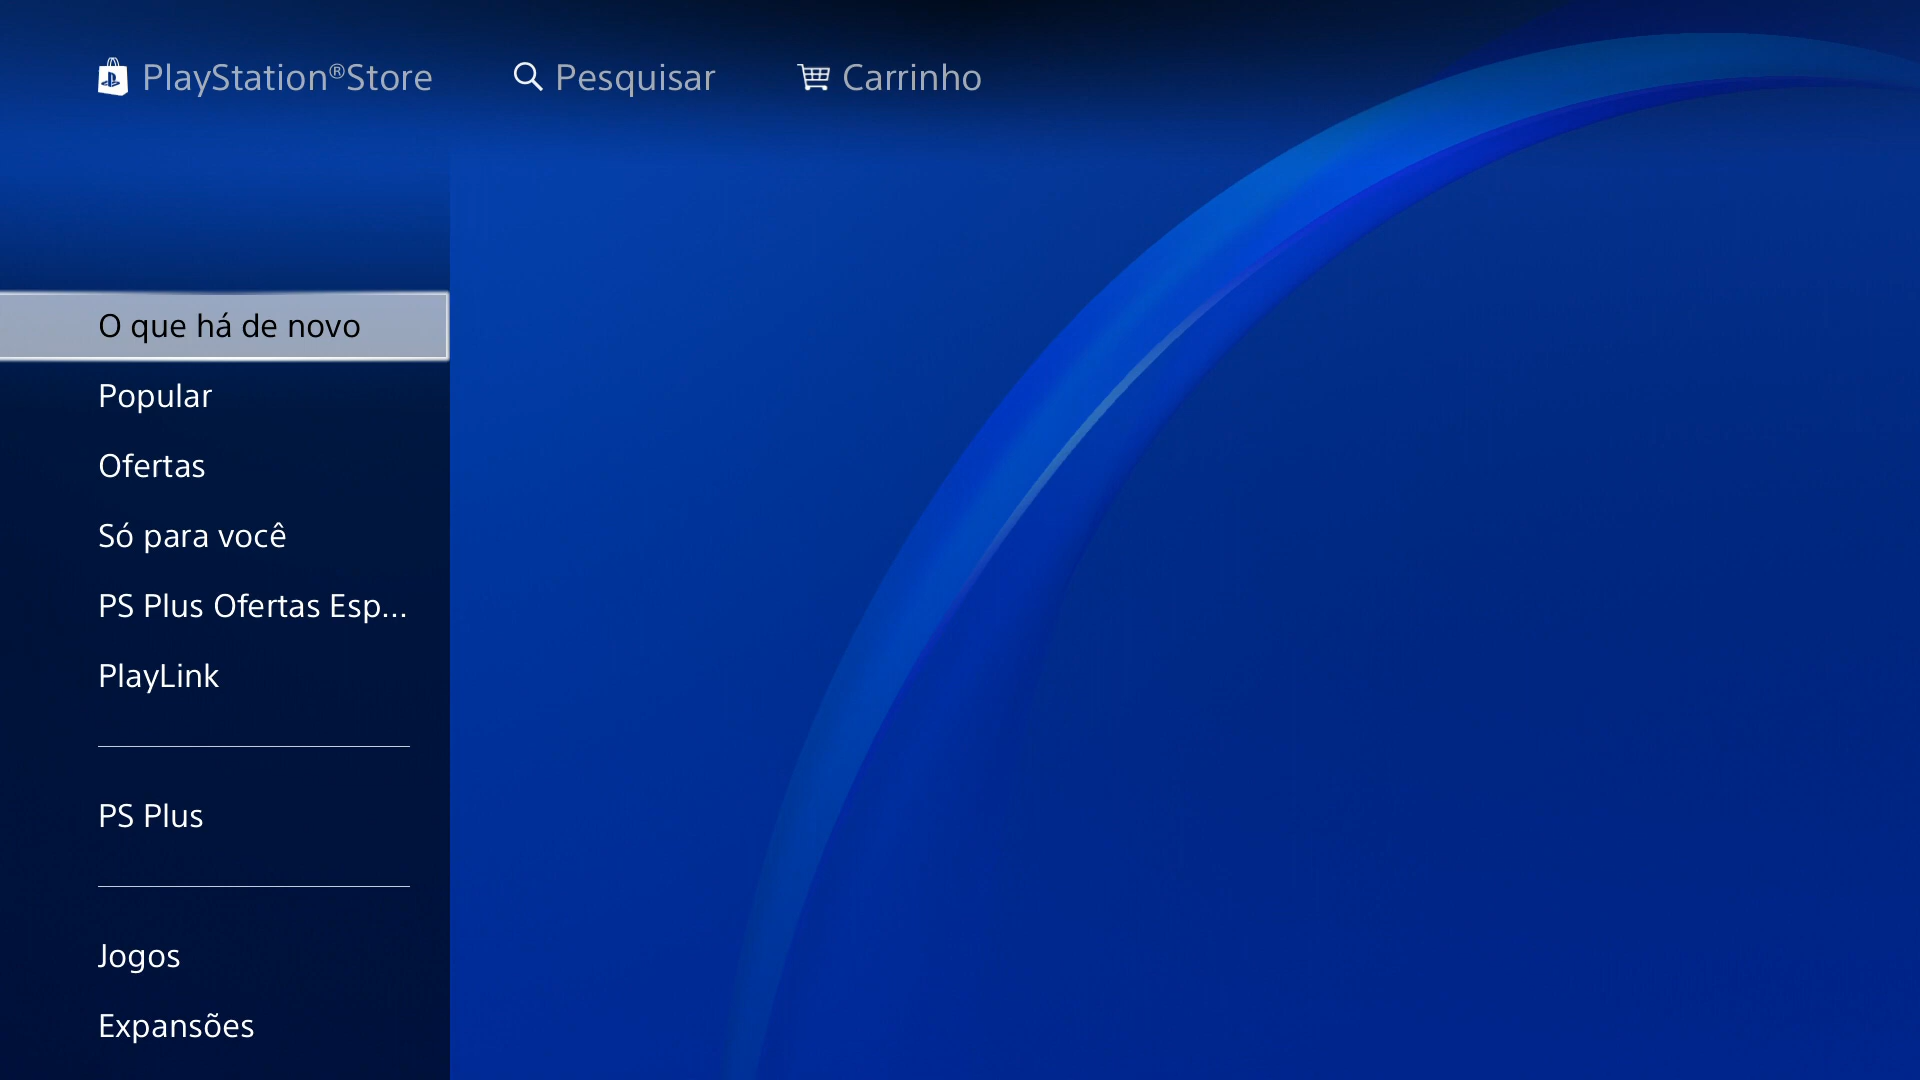 PlayStation®Store
Pesquisar
Carrinho
O que há de novo
Popular
Ofertas
Só para você
PS Plus Ofertas Esp...
PlayLink
PS Plus
Jogos
Expansões